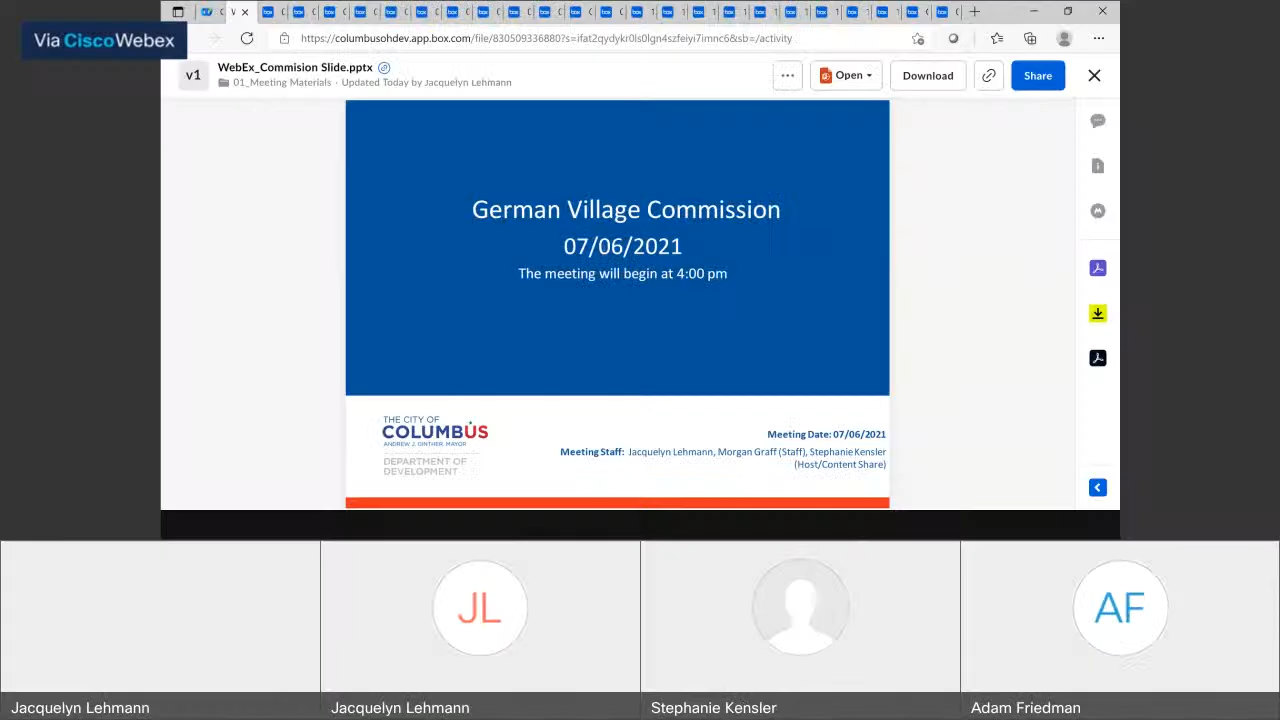 Via CiscoWebex
https://columbusohdev.app.box.com/file/830509336880?s=ifat2qydykr0ls0lgn4szfeiyi7imnc6&sb=/activity
v1
WebEx_Commision Slide.pptx
01_Meeting Materials · Updated Today by Jacquelyn Lehmann
Open
Download
Share
German Village Commission
07/06/2021
The meeting will begin at 4:00 pm
THE CITY OF
COLUMBUS
ANDREW J. GINTHER, MAYOR
DEPARTMENT OF
DEVELOPMENT
Meeting Date: 07/06/2021
Meeting Staff: Jacquelyn Lehmann, Morgan Graff (Staff), Stephanie Kensler
(Host/Content Share)
JL
AF
Jacquelyn Lehmann
Jacquelyn Lehmann
Stephanie Kensler
Adam Friedman